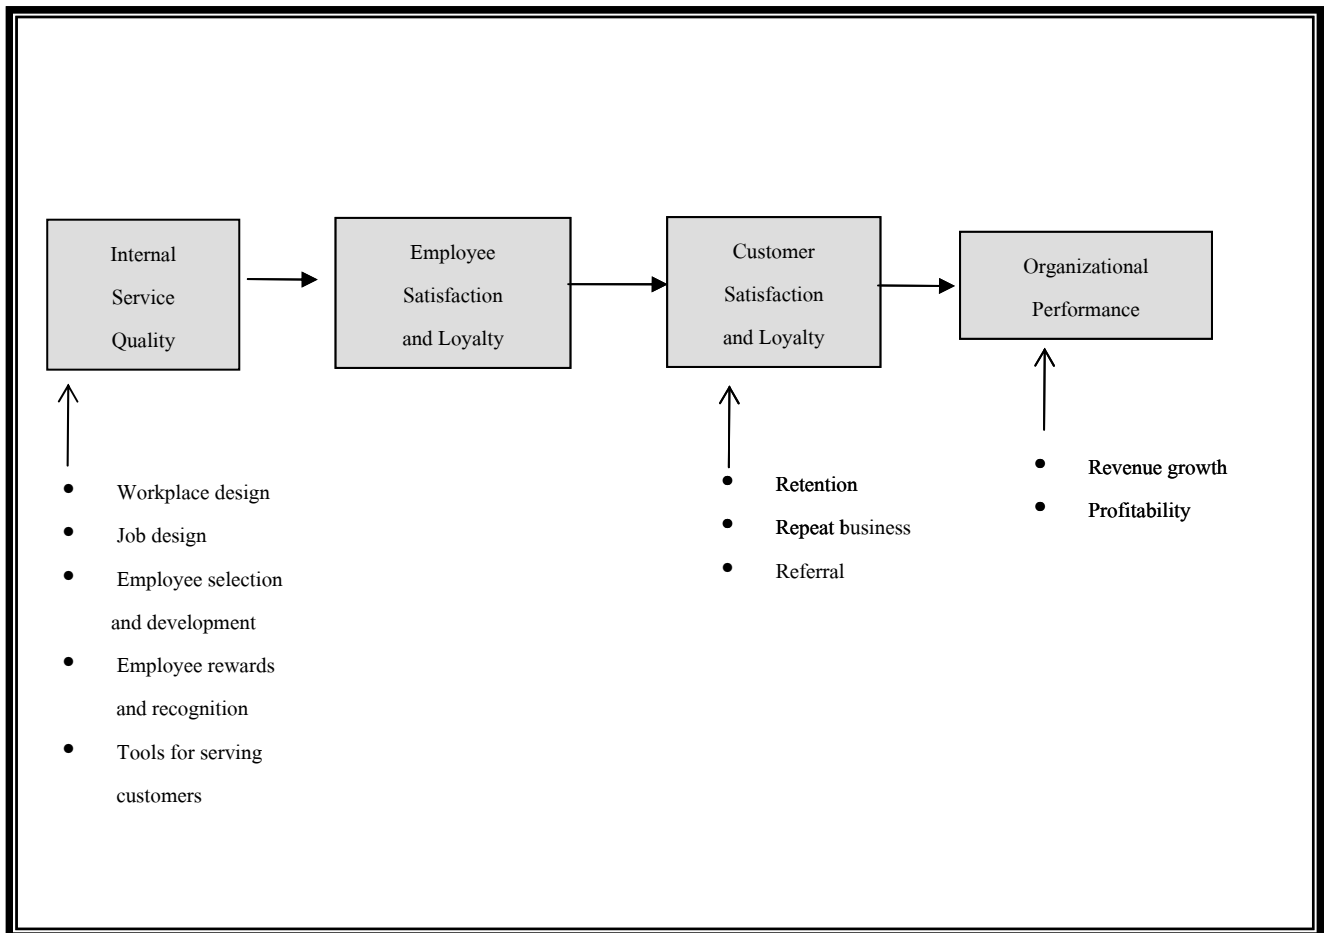 Internal
Service
Quality
Employee
Satisfaction
and Loyalty
Customer
Satisfaction
and Loyalty
Organizational
Performance
• Workplace design
• Job design
• Employee selection
and development
• Employee rewards
and recognition
• Tools for serving
customers
• Retention
• Repeat business
• Referral
• Revenue growth
• Profitability